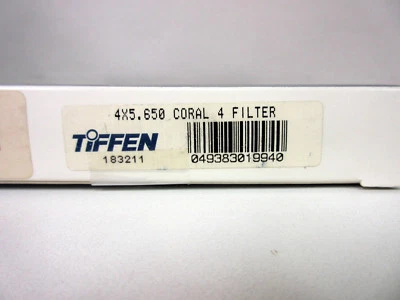 4X5.650 CORAL 4 FILTER
TiFFEN
183211
049383019940